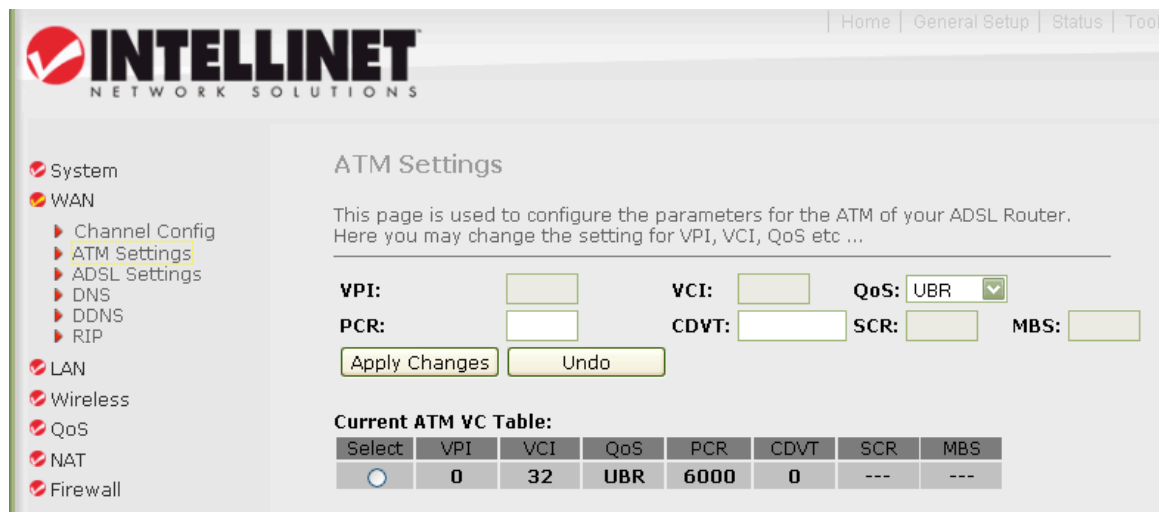 | Home | General Setup | Status |
INTELLINET
NETWORK SOLUTIONS
System
WAN
Channel Config
ATM Settings
ADSL Settings
DNS
DDNS
RIP
LAN
Wireless
QoS
NAT
Firewall
ATM Settings
This page is used to configure the parameters for the ATM of your ADSL Router.
Here you may change the setting for VPI, VCI, QoS etc ...
VPI: VCI: QoS: UBR
PCR: CDVT: SCR: MBS:
Apply Changes Undo
Current ATM VC Table:
Select VPI VCI QoS PCR CDVT SCR MBS
0 32 UBR 6000 0 --- ---